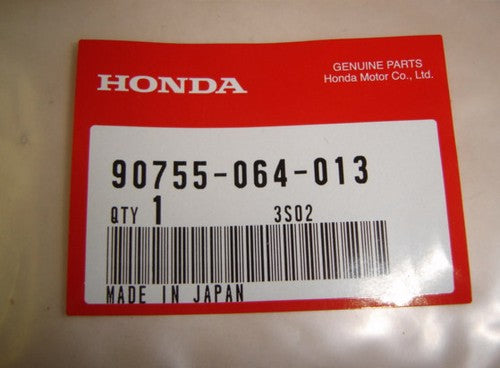 HONDA
GENUINE PARTS
Honda Motor Co., Ltd.
90755-064-013
QTY 1 3S02
MADE IN JAPAN